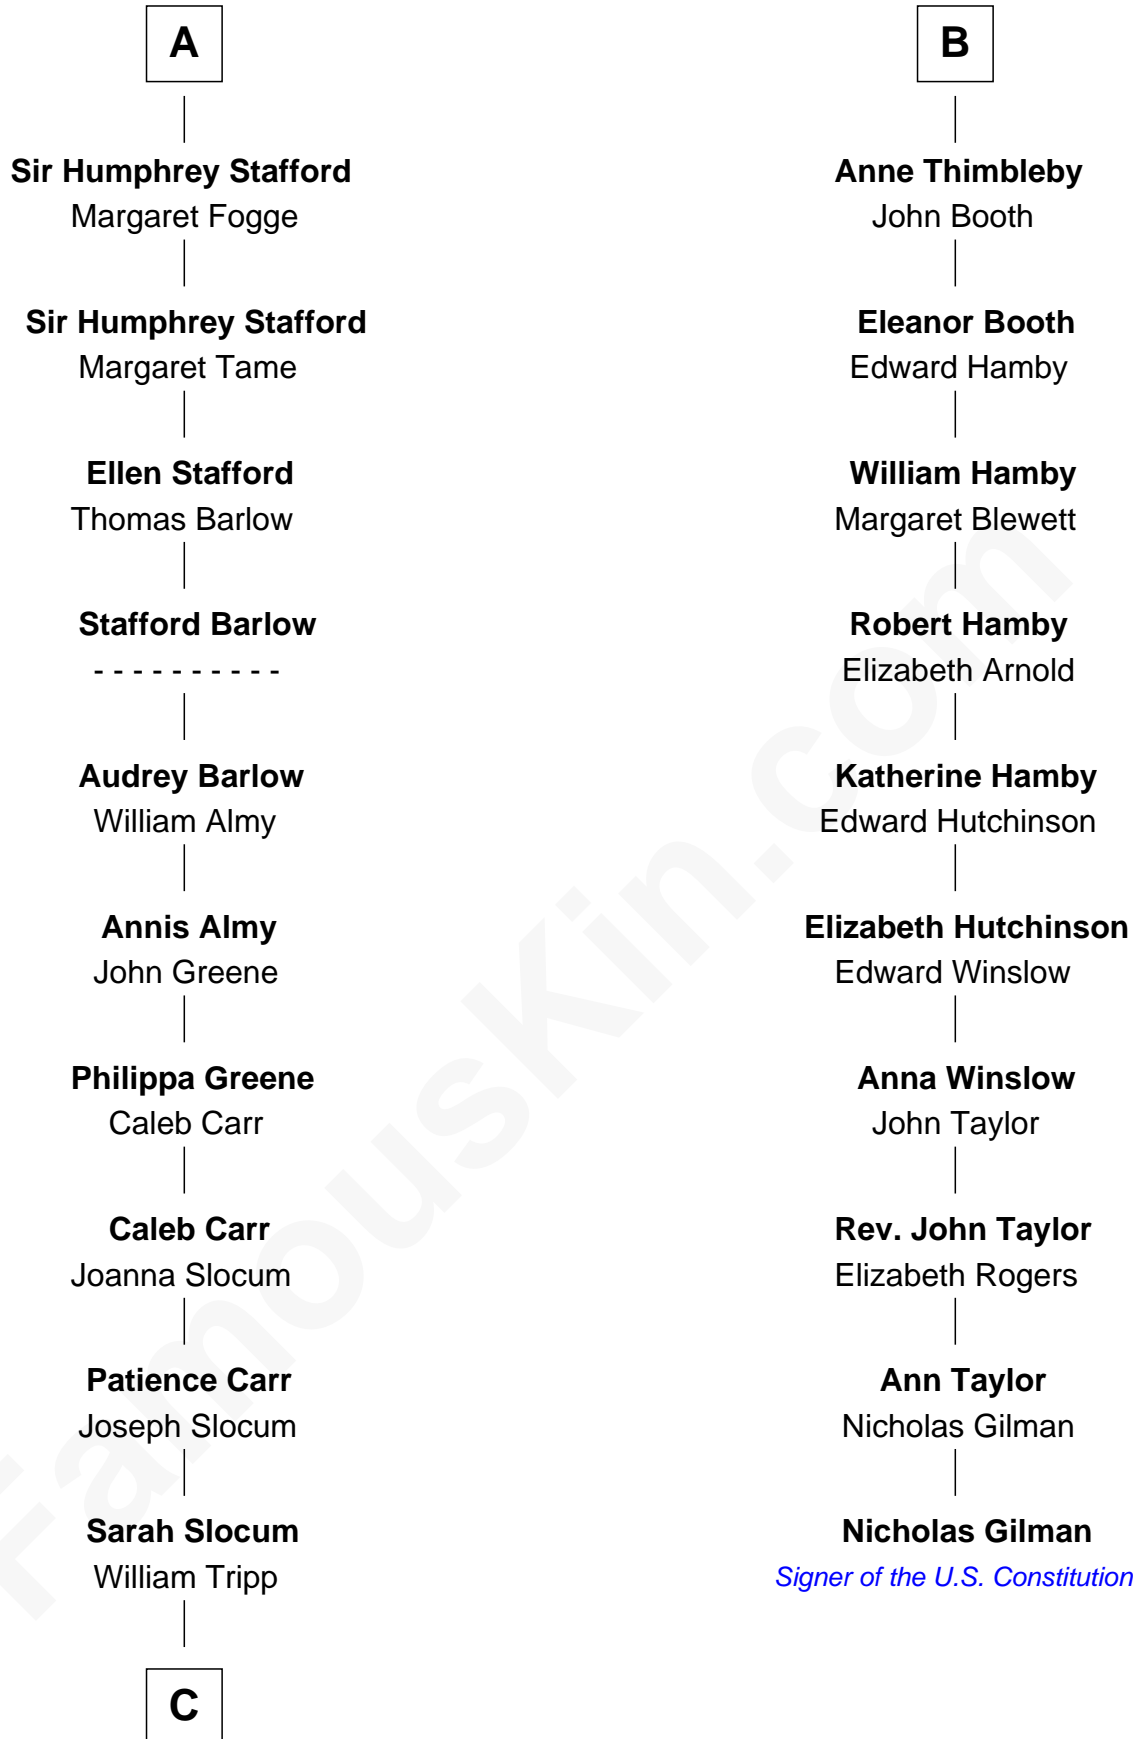 A
Sir Humphrey Stafford
Margaret Fogge
Sir Humphrey Stafford
Margaret Tame
Ellen Stafford
Thomas Barlow
Stafford Barlow
- - - - - - - - - -
Audrey Barlow
William Almy
Annis Almy
John Greene
Philippa Greene
Caleb Carr
Caleb Carr
Joanna Slocum
Patience Carr
Joseph Slocum
Sarah Slocum
William Tripp
C
B
Anne Thimbleby
John Booth
Eleanor Booth
Edward Hamby
William Hamby
Margaret Blewett
Robert Hamby
Elizabeth Arnold
Katherine Hamby
Edward Hutchinson
Elizabeth Hutchinson
Edward Winslow
Anna Winslow
John Taylor
Rev. John Taylor
Elizabeth Rogers
Ann Taylor
Nicholas Gilman
Nicholas Gilman
Signer of the U.S. Constitution
FamousKin.com